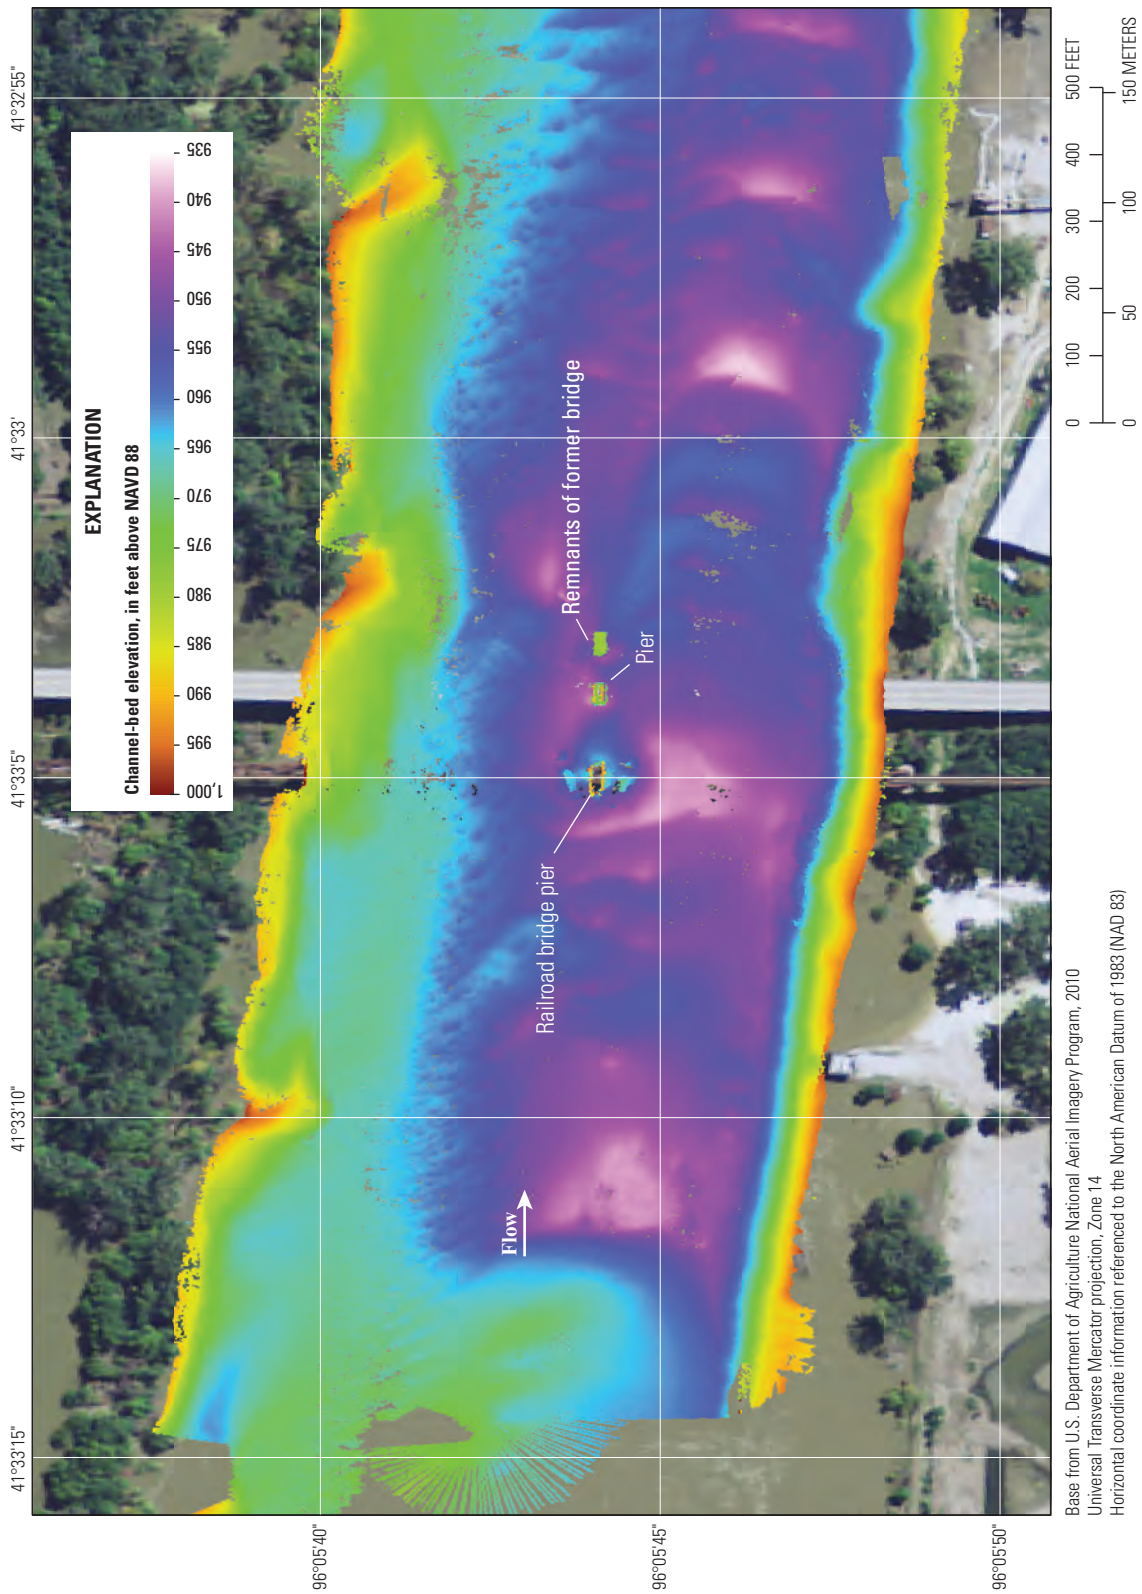 41°33'15"
41°33'10"
41°33'5"
41°33'
41°32'55"
EXPLANATION
Channel-bed elevation, in feet above NAVD 88
1,000
995
990
985
980
975
970
965
960
955
950
945
940
935
96°05'40"
96°05'45"
96°05'50"
Flow
Railroad bridge pier
Pier
Remnants of former bridge
Base from U.S. Department of Agriculture National Aerial Imagery Program, 2010
Universal Transverse Mercator projection, Zone 14
Horizontal coordinate information referenced to the North American Datum of 1983 (NAD 83)
0 100 200 300 400 500 FEET
0 50 100 150 METERS